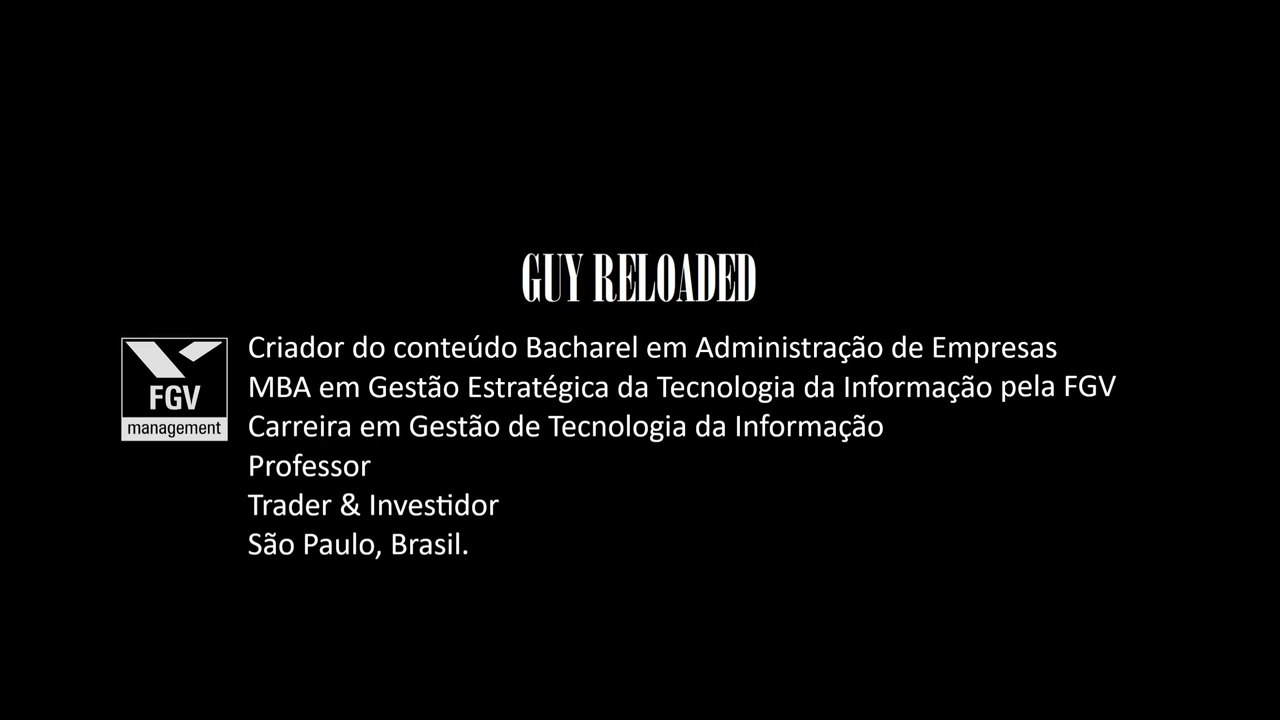 GUY RELOADED
FGV
management
Criador do conteúdo Bacharel em Administração de Empresas
MBA em Gestão Estratégica da Tecnologia da Informação pela FGV
Carreira em Gestão de Tecnologia da Informação
Professor
Trader & Investidor
São Paulo, Brasil.